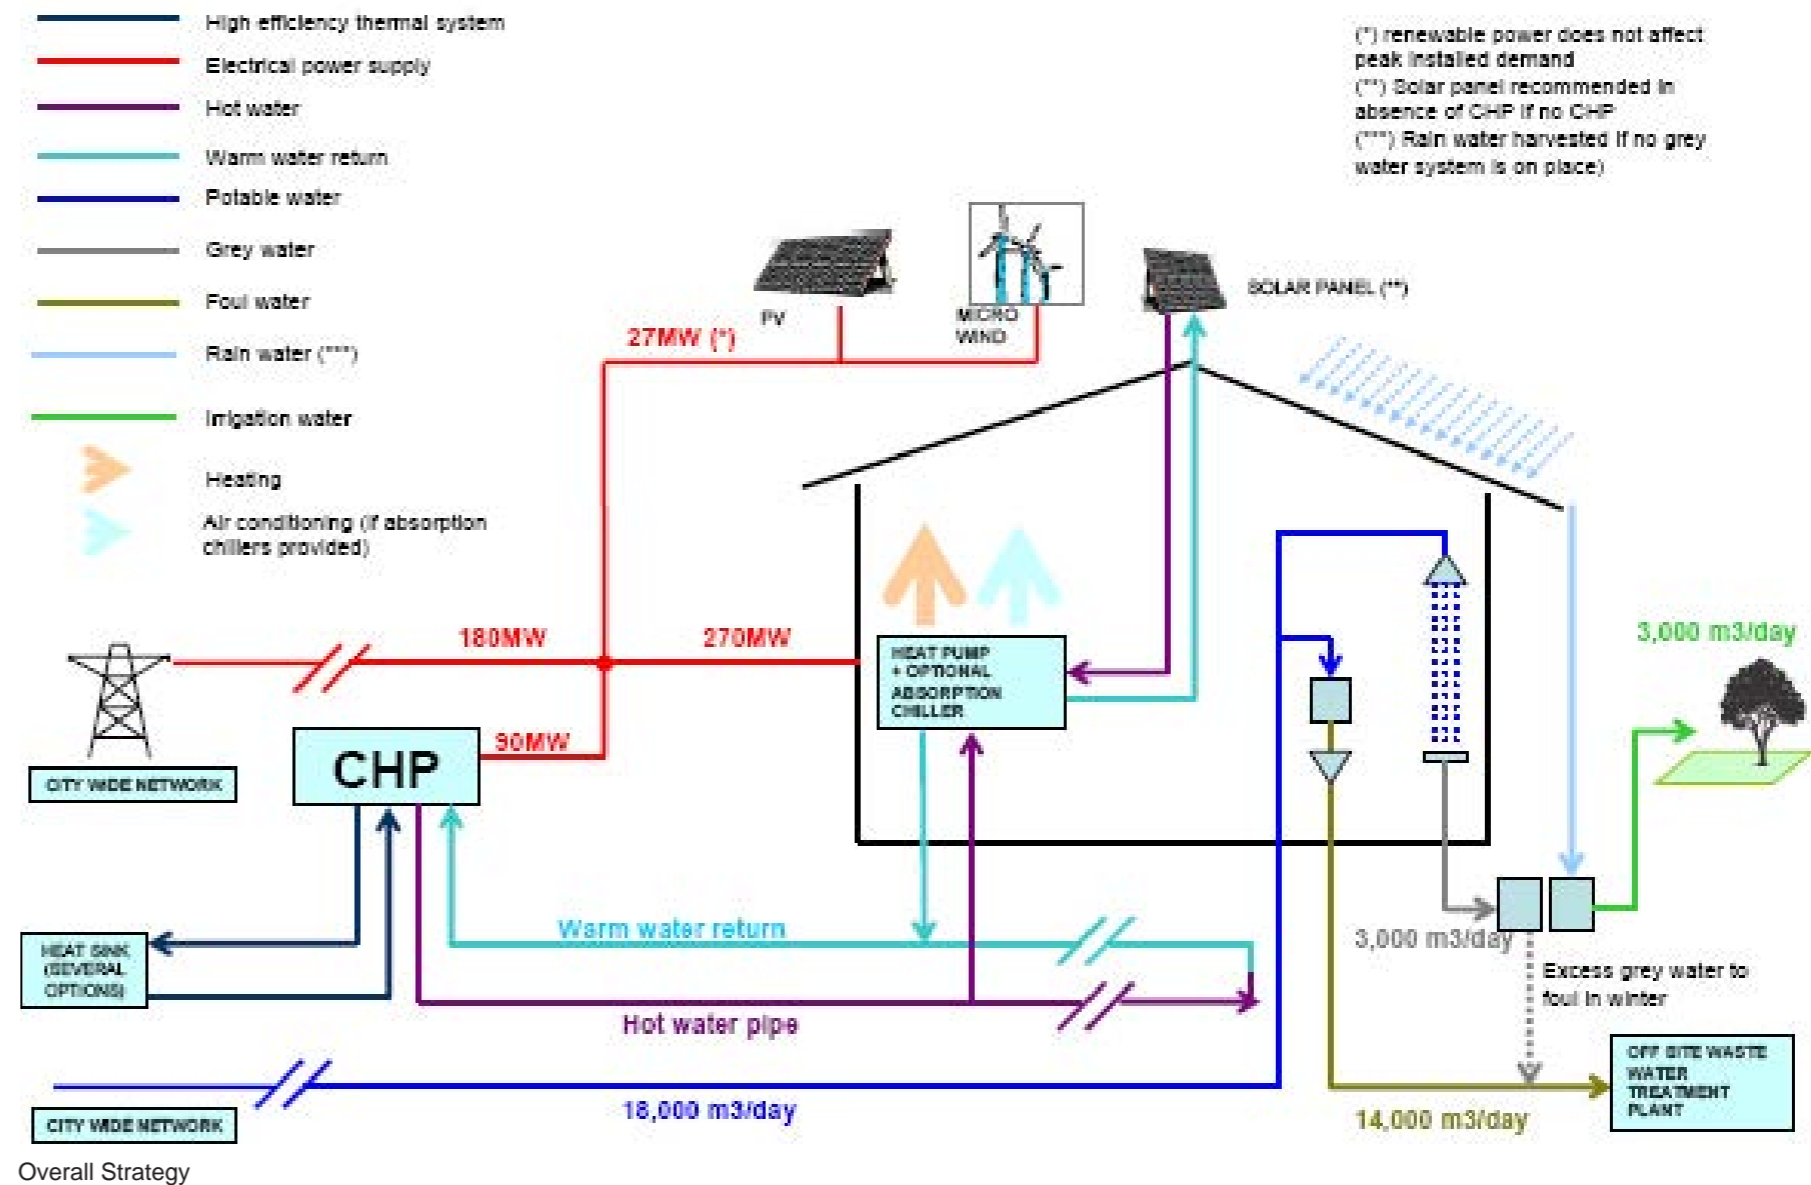 High efficiency thermal system
Electrical power supply
Hot water
Warm water return
Potable water
Grey water
Foul water
Rain water (***)
Irrigation water
Heating
Air conditioning (if absorption
chillers provided)
(*) renewable power does not affect
peak installed demand
(**) Solar panel recommended in
absence of CHP if no CHP
(***) Rain water harvested if no grey
water system is on place)
PV
MICRO
WIND
SOLAR PANEL (**)
27MW (*)
180MW
270MW
90MW
HEAT PUMP
+ OPTIONAL
ABSORPTION
CHILLER
3,000 m3/day
CITY WIDE NETWORK
CHP
HEAT SINK
(SEVERAL
OPTIONS)
Warm water return
Hot water pipe
3,000 m3/day
Excess grey water to
foul in winter
OFF SITE WASTE
WATER
TREATMENT
PLANT
18,000 m3/day
14,000 m3/day
CITY WIDE NETWORK
Overall Strategy